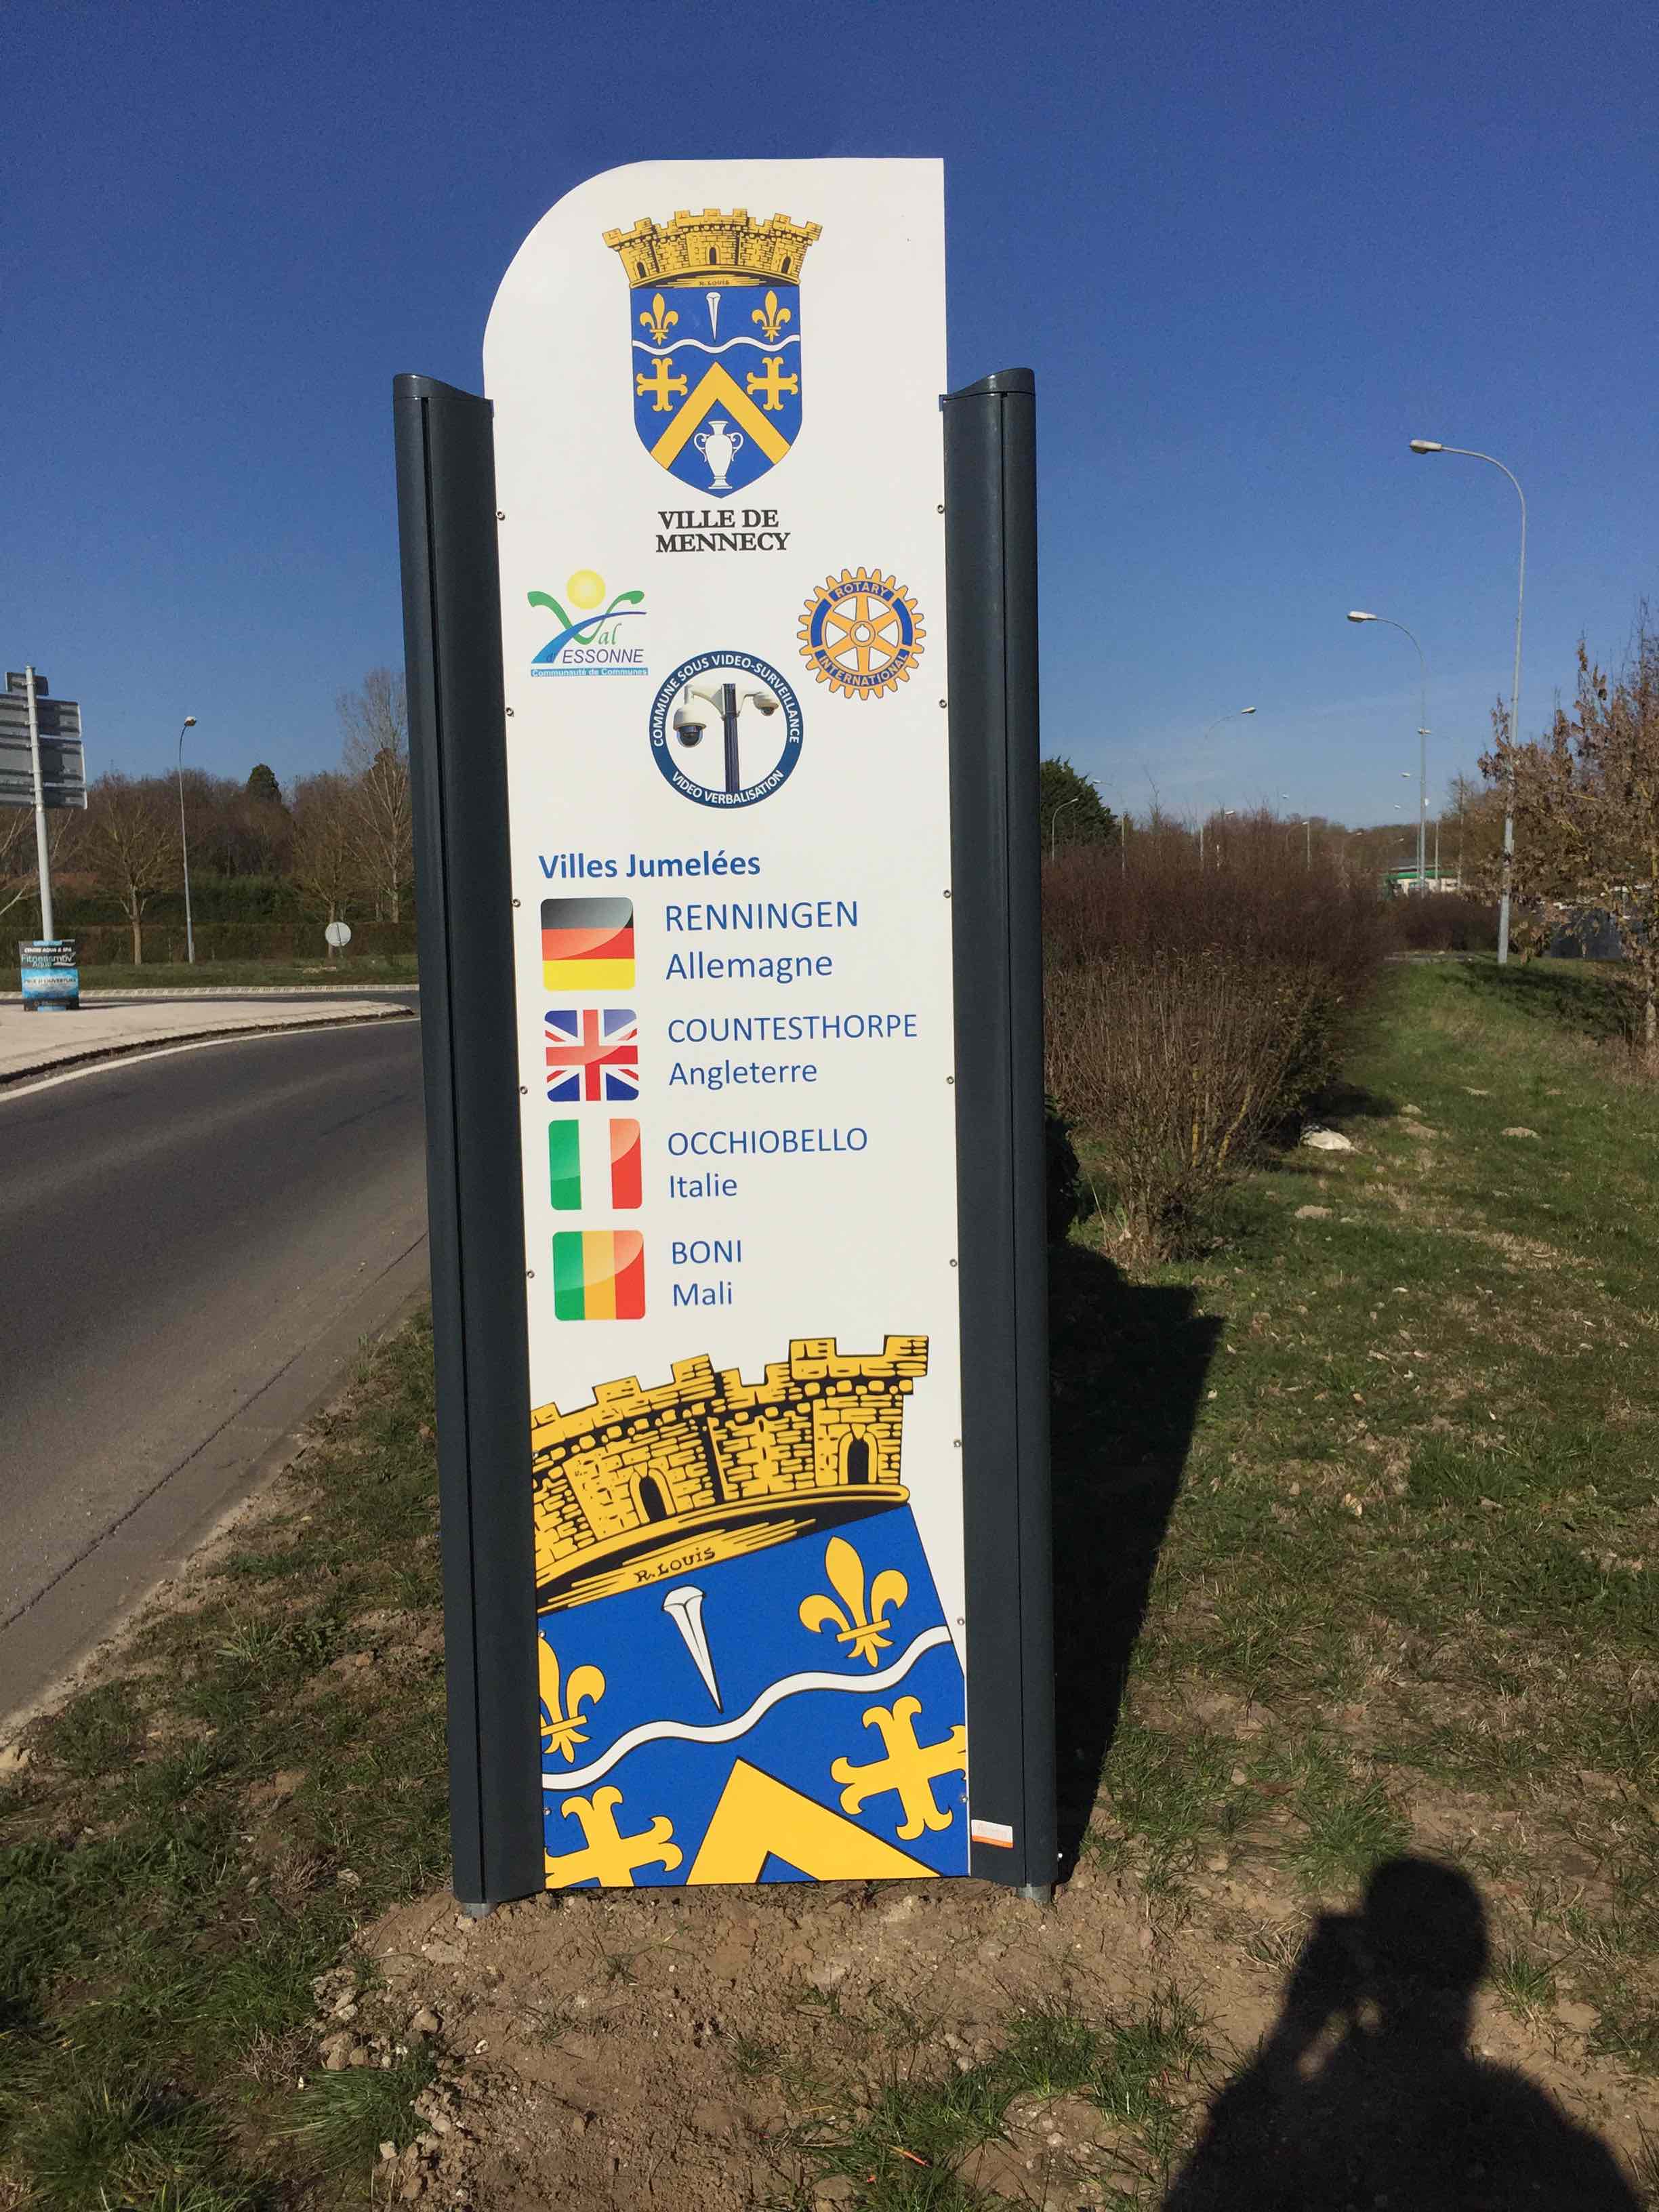 R. LOUIS
VILLE DE
MENNECY
Val
d'ESSONNE
Communauté de Communes
ROTARY
INTERNATIONAL
COMMUNE SOUS VIDEO-SURVEILLANCE
VIDEO VERBALISATION
Villes Jumelées
RENNINGEN
Allemagne
COUNTESTHORPE
Angleterre
OCCHIOBELLO
Italie
BONI
Mali
R. LOUIS